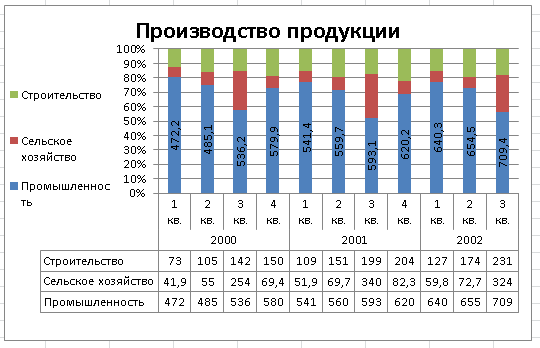 Производство продукции
100%
90%
80%
70%
60%
50%
40%
30%
20%
10%
0%
Строительство
Сельское
хозяйство
Промышленнос
ть
472,2 485,1 536,2 579,9 541,4 559,7 593,1 620,2 640,3 654,5 709,4
1 кв. 2 кв. 3 кв. 4 кв. 1 кв. 2 кв. 3 кв. 4 кв. 1 кв. 2 кв. 3 кв.
2000 2001 2002
Строительство 73 105 142 150 109 151 199 204 127 174 231
Сельское хозяйство 41,9 55 254 69,4 51,9 69,7 340 82,3 59,8 72,7 324
Промышленность 472 485 536 580 541 560 593 620 640 655 709